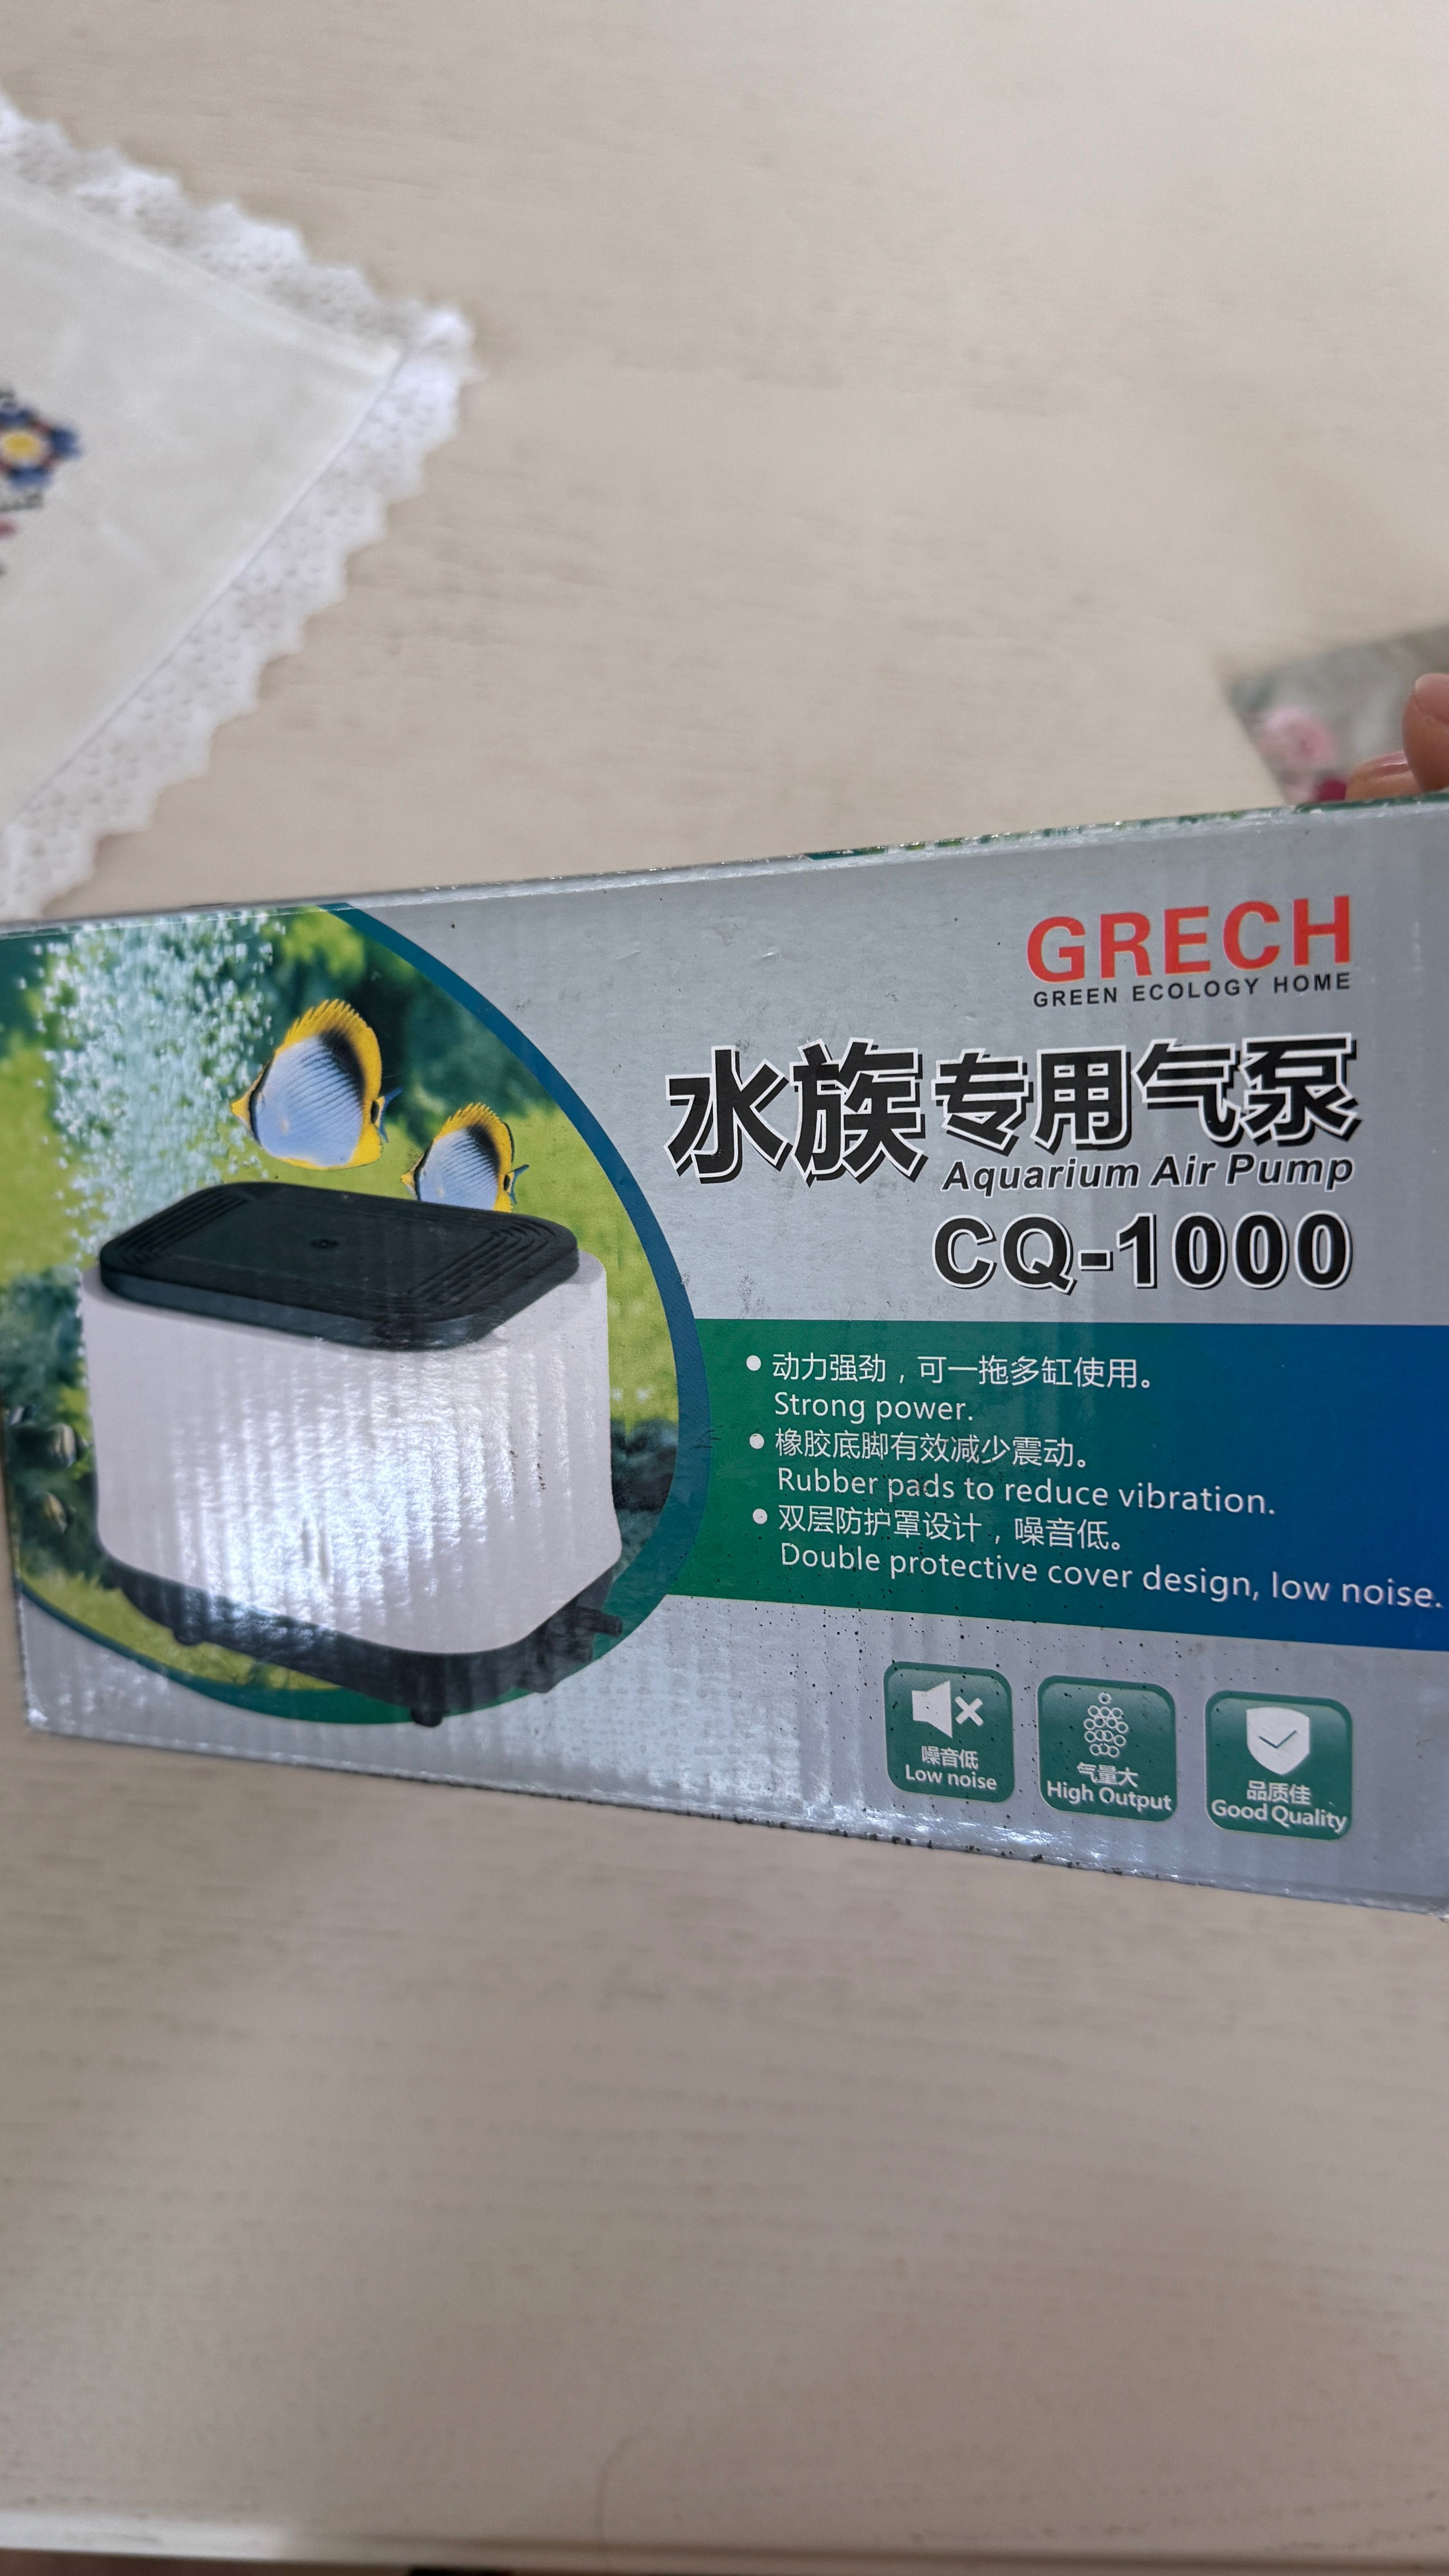 GRECH
GREEN ECOLOGY HOME
水族专用气泵
Aquarium Air Pump
CQ-1000
动力强劲，可一拖多缸使用。
Strong power.
橡胶底脚有效减少震动。
Rubber pads to reduce vibration.
双层防护罩设计，噪音低。
Double protective cover design, low noise.
噪音低
Low noise
气量大
High Output
品质佳
Good Quality